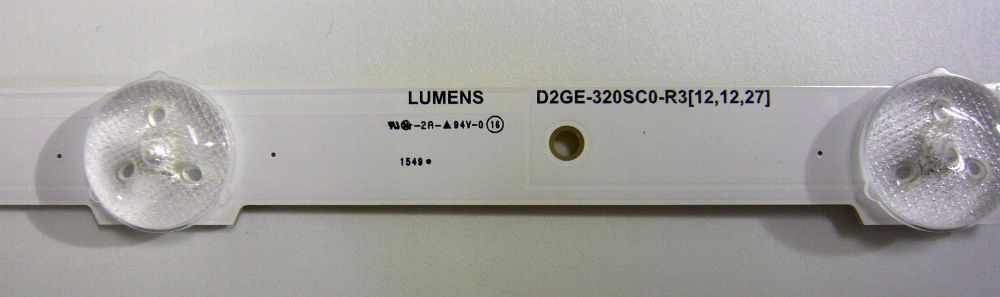 LUMENS
D2GE-320SC0-R3[12,12,27]
-2A-▲94V-0 16
1549●